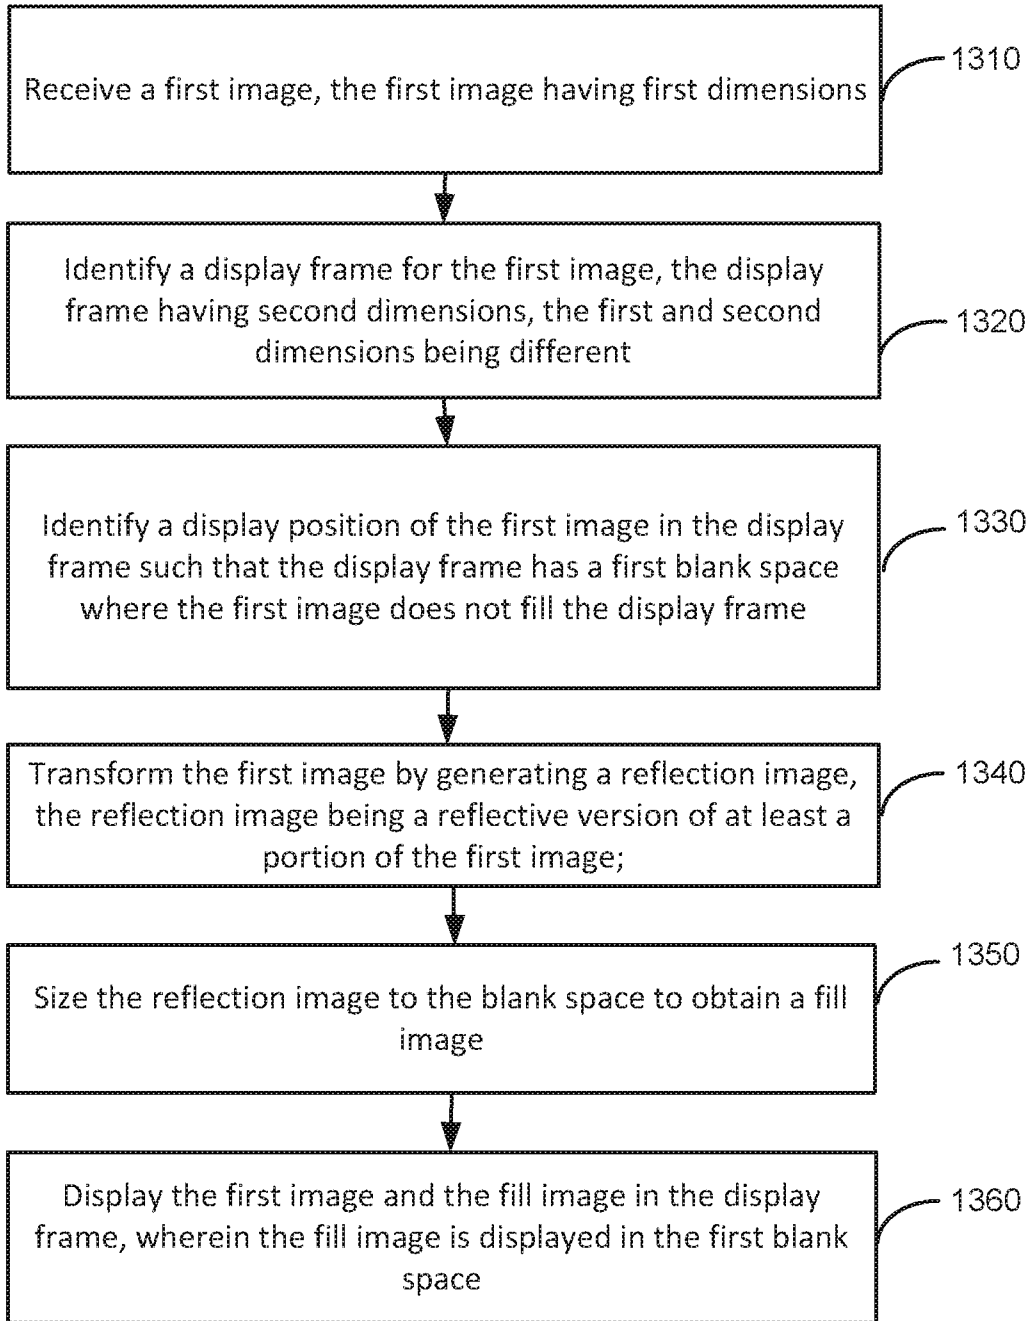 Receive a first image, the first image having first dimensions
1310
Identify a display frame for the first image, the display
frame having second dimensions, the first and second
dimensions being different
1320
Identify a display position of the first image in the display
frame such that the display frame has a first blank space
where the first image does not fill the display frame
1330
Transform the first image by generating a reflection image,
the reflection image being a reflective version of at least a
portion of the first image;
1340
Size the reflection image to the blank space to obtain a fill
image
1350
Display the first image and the fill image in the display
frame, wherein the fill image is displayed in the first blank
space
1360